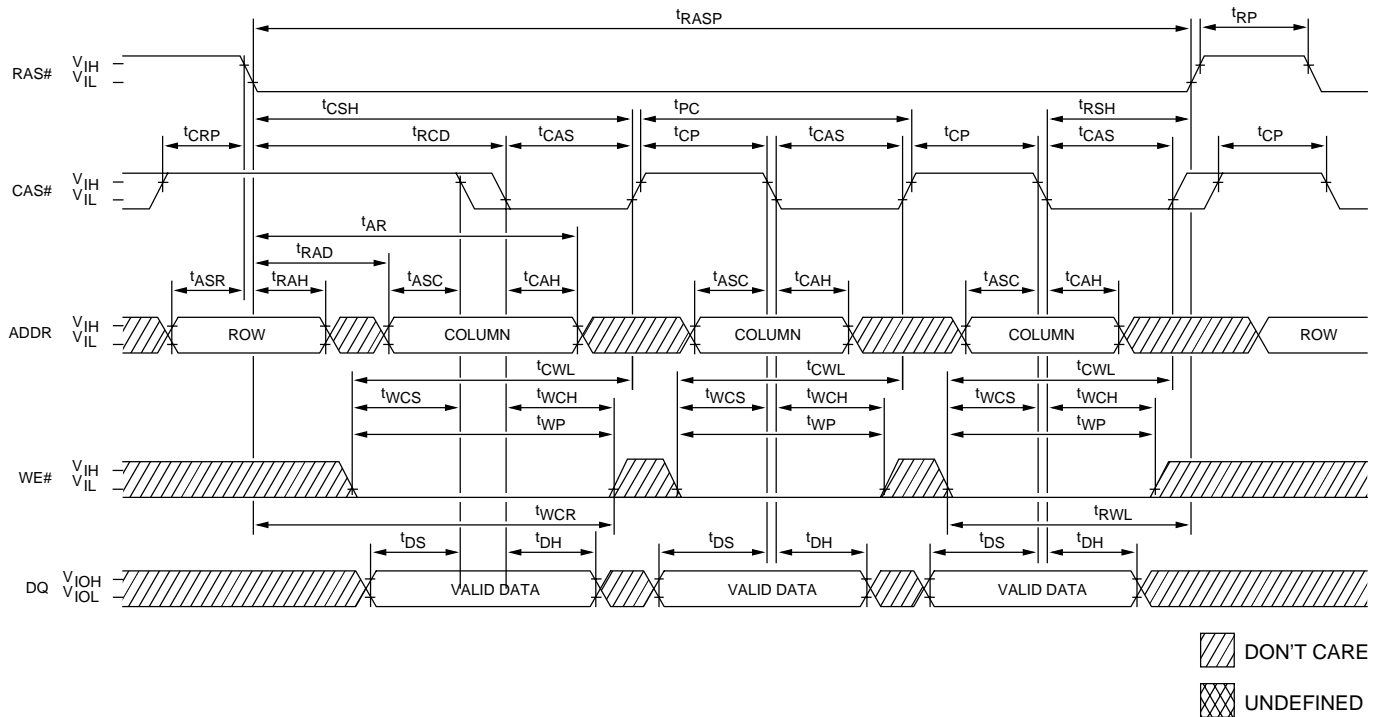 tRASP tRP
RAS# VIH
VIL
tCSH tPC tRSH
tCRP tRCD tCAS tCP tCAS tCP tCAS tCP
CAS# VIH
VIL
tAR
tRAD
tASR tRAH tASC tCAH tASC tCAH tASC tCAH
ADDR VIH
VIL
ROW COLUMN COLUMN COLUMN ROW
tCWL tCWL tCWL
tWCS tWCH tWCS tWCH tWCS tWCH
tWP tWP tWP
WE# VIH
VIL
tWCR tRWL
tDS tDH tDS tDH tDS tDH
DQ VIOH
VIOL
VALID DATA VALID DATA VALID DATA
DON'T CARE
UNDEFINED